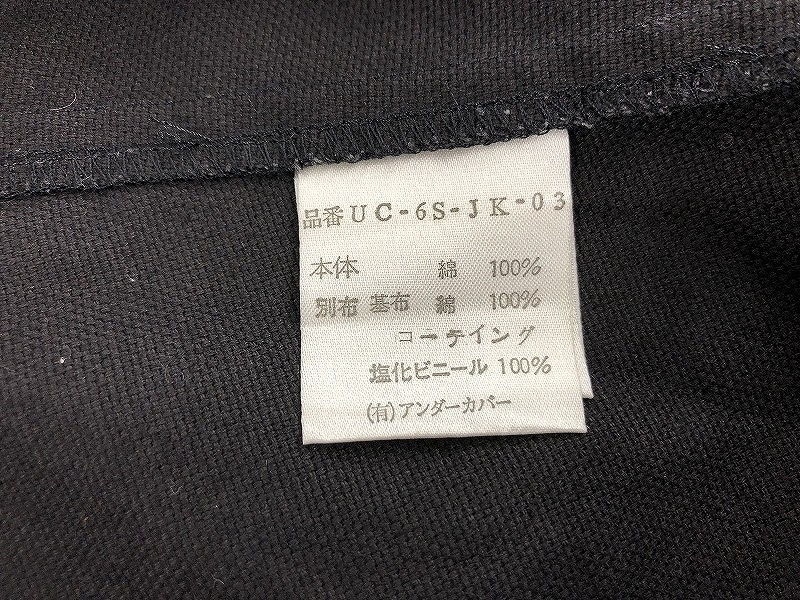 品番UC-6S-JK-03
本体 綿 100%
別布 基布 綿 100%
コーテイング
塩化ビニール 100%
(有)アンダーカバー